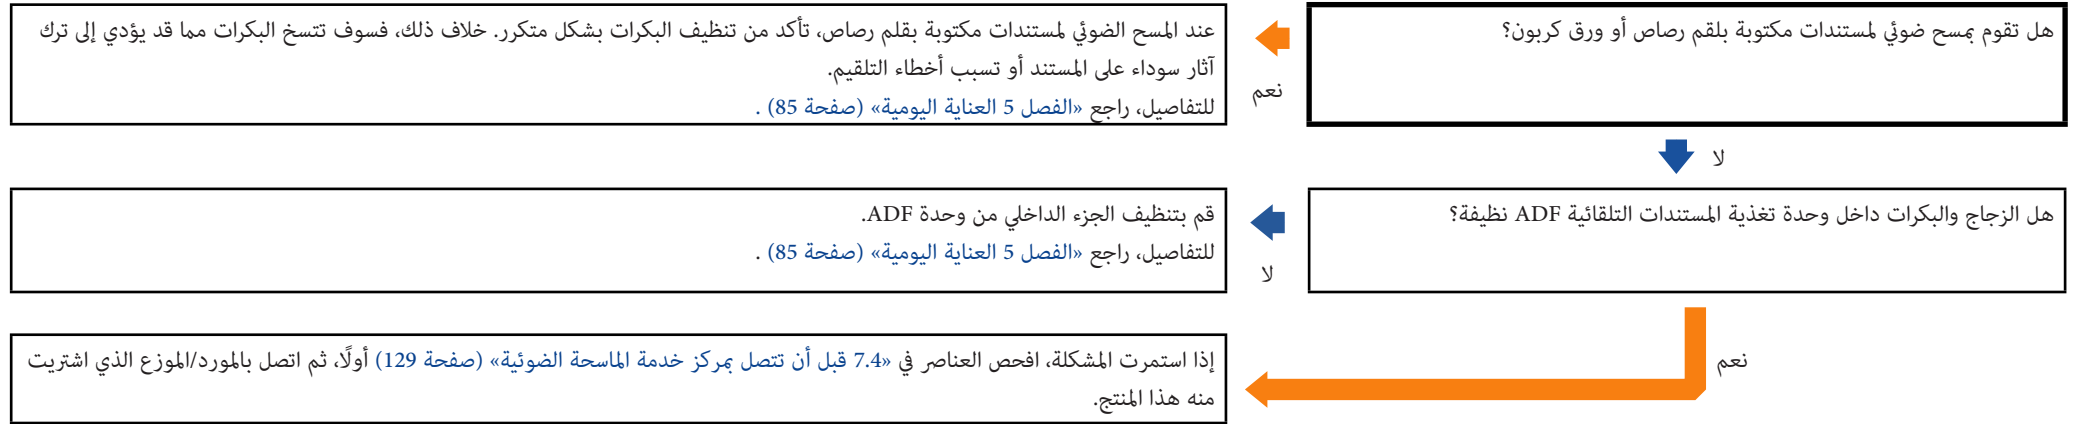 هل تقوم بمسح ضوئي لمستندات مكتوبة بلقم رصاص أو ورق كربون؟
نعم
عند المسح الضوئي لمستندات مكتوبة بقلم رصاص، تأكد من تنظيف البكرات بشكل متكرر. خلاف ذلك، فسوف تتسخ البكرات مما قد يؤدي إلى ترك
آثار سوداء على المستند أو تسبب أخطاء التلقيم.
للتفاصيل، راجع «الفصل 5 العناية اليومية» (صفحة 85) .
لا
هل الزجاج والبكرات داخل وحدة تغذية المستندات التلقائية ADF نظيفة؟
لا
قم بتنظيف الجزء الداخلي من وحدة ADF.
للتفاصيل، راجع «الفصل 5 العناية اليومية» (صفحة 85) .
نعم
إذا استمرت المشكلة، افحص العناصر في «7.4 قبل أن تتصل بمركز خدمة الماسحة الضوئية» (صفحة 129) أولًا، ثم اتصل بالمورد/الموزع الذي اشتريت
منه هذا المنتج.